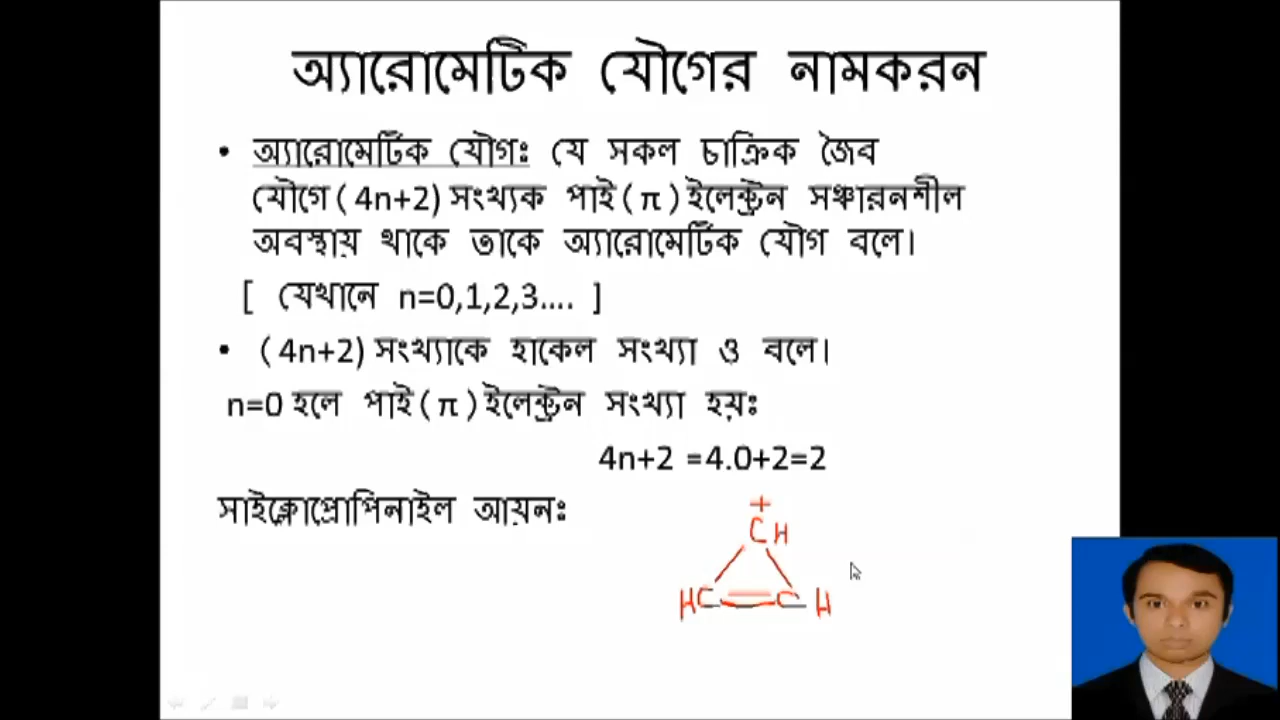 অ্যারোমেটিক যৌগের নামকরন
• অ্যারোমেটিক যৌগঃ যে সকল চাক্রিক জৈব
যৌগে(4n+2) সংখ্যক পাই(π)ইলেক্ট্রন সঞ্চারনশীল
অবস্থায় থাকে তাকে অ্যারোমেটিক যৌগ বলে।
[ যেখানে n=0,1,2,3.... ]
• (4n+2) সংখ্যাকে হাকেল সংখ্যা ও বলে।
n=0 হলে পাই(π)ইলেক্ট্রন সংখ্যা হয়ঃ
4n+2 =4.0+2=2
সাইক্লোপ্রোপিনাইল আয়নঃ
+
CH
HC C H